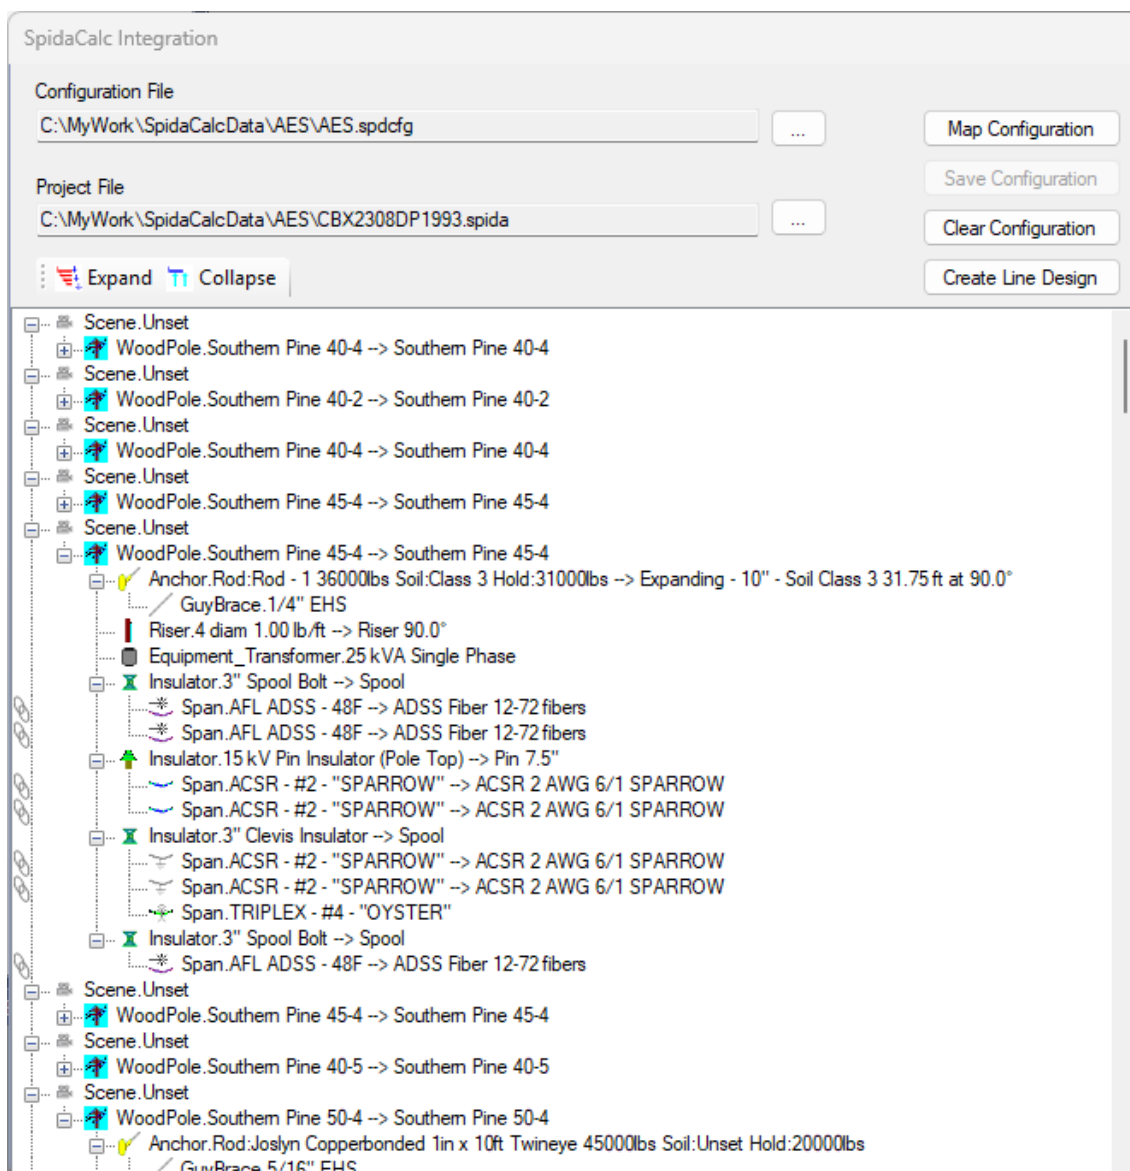 SpidaCalc Integration
Configuration File
C:\MyWork\SpidaCalcData\AES\AES.spdcfg
...
Map Configuration
Save Configuration
Project File
C:\MyWork\SpidaCalcData\AES\CBX2308DP1993.spida
...
Clear Configuration
Expand Collapse
Create Line Design
Scene.Unset
WoodPole.Southern Pine 40-4 --> Southern Pine 40-4
Scene.Unset
WoodPole.Southern Pine 40-2 --> Southern Pine 40-2
Scene.Unset
WoodPole.Southern Pine 40-4 --> Southern Pine 40-4
Scene.Unset
WoodPole.Southern Pine 45-4 --> Southern Pine 45-4
Scene.Unset
WoodPole.Southern Pine 45-4 --> Southern Pine 45-4
Anchor.Rod:Rod - 1 36000lbs Soil:Class 3 Hold:31000lbs --> Expanding - 10" - Soil Class 3 31.75 ft at 90.0°
GuyBrace.1/4" EHS
Riser.4 diam 1.00 lb/ft --> Riser 90.0°
Equipment_Transformer.25 kVA Single Phase
Insulator.3" Spool Bolt --> Spool
Span.AFL ADSS - 48F --> ADSS Fiber 12-72 fibers
Span.AFL ADSS - 48F --> ADSS Fiber 12-72 fibers
Insulator.15 kV Pin Insulator (Pole Top) --> Pin 7.5"
Span.ACSR - #2 - "SPARROW" --> ACSR 2 AWG 6/1 SPARROW
Span.ACSR - #2 - "SPARROW" --> ACSR 2 AWG 6/1 SPARROW
Insulator.3" Clevis Insulator --> Spool
Span.ACSR - #2 - "SPARROW" --> ACSR 2 AWG 6/1 SPARROW
Span.ACSR - #2 - "SPARROW" --> ACSR 2 AWG 6/1 SPARROW
Span.TRIPLEX - #4 - "OYSTER"
Insulator.3" Spool Bolt --> Spool
Span.AFL ADSS - 48F --> ADSS Fiber 12-72 fibers
Scene.Unset
WoodPole.Southern Pine 45-4 --> Southern Pine 45-4
Scene.Unset
WoodPole.Southern Pine 40-5 --> Southern Pine 40-5
Scene.Unset
WoodPole.Southern Pine 50-4 --> Southern Pine 50-4
Anchor.Rod:Joslyn Copperbonded 1in x 10ft Twineye 45000lbs Soil:Unset Hold:20000lbs
GuyBrace.5/16" EHS